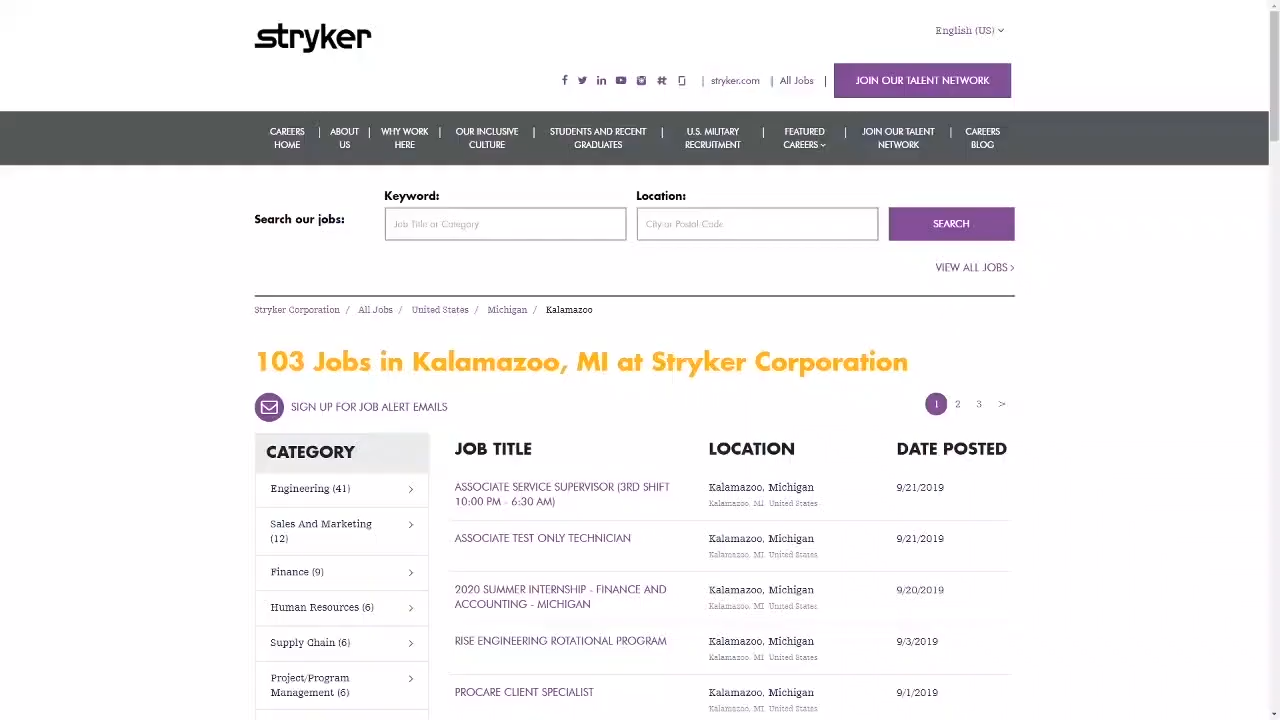 stryker
English (US)
stryker.com | All Jobs | JOIN OUR TALENT NETWORK
CAREERS HOME | ABOUT US | WHY WORK HERE | OUR INCLUSIVE CULTURE | STUDENTS AND RECENT GRADUATES | U.S. MILITARY RECRUITMENT | FEATURED CAREERS | JOIN OUR TALENT NETWORK | CAREERS BLOG
Keyword: Location:
Search our jobs: Job Title or Category City or Postal Code SEARCH
VIEW ALL JOBS >
Stryker Corporation / All Jobs / United States / Michigan / Kalamazoo
103 Jobs in Kalamazoo, MI at Stryker Corporation
SIGN UP FOR JOB ALERT EMAILS 1 2 3 >
CATEGORY
Engineering (41)
Sales And Marketing
(12)
Finance (9)
Human Resources (6)
Supply Chain (6)
Project/Program
Management (6)
JOB TITLE LOCATION DATE POSTED
ASSOCIATE SERVICE SUPERVISOR (3RD SHIFT Kalamazoo, Michigan 9/21/2019
10:00 PM - 6:30 AM) Kalamazoo, MI United States
ASSOCIATE TEST ONLY TECHNICIAN Kalamazoo, Michigan 9/21/2019
Kalamazoo, MI United States
2020 SUMMER INTERNSHIP - FINANCE AND Kalamazoo, Michigan 9/20/2019
ACCOUNTING - MICHIGAN Kalamazoo, MI United States
RISE ENGINEERING ROTATIONAL PROGRAM Kalamazoo, Michigan 9/3/2019
Kalamazoo, MI United States
PROCARE CLIENT SPECIALIST Kalamazoo, Michigan 9/1/2019
Kalamazoo, MI United States